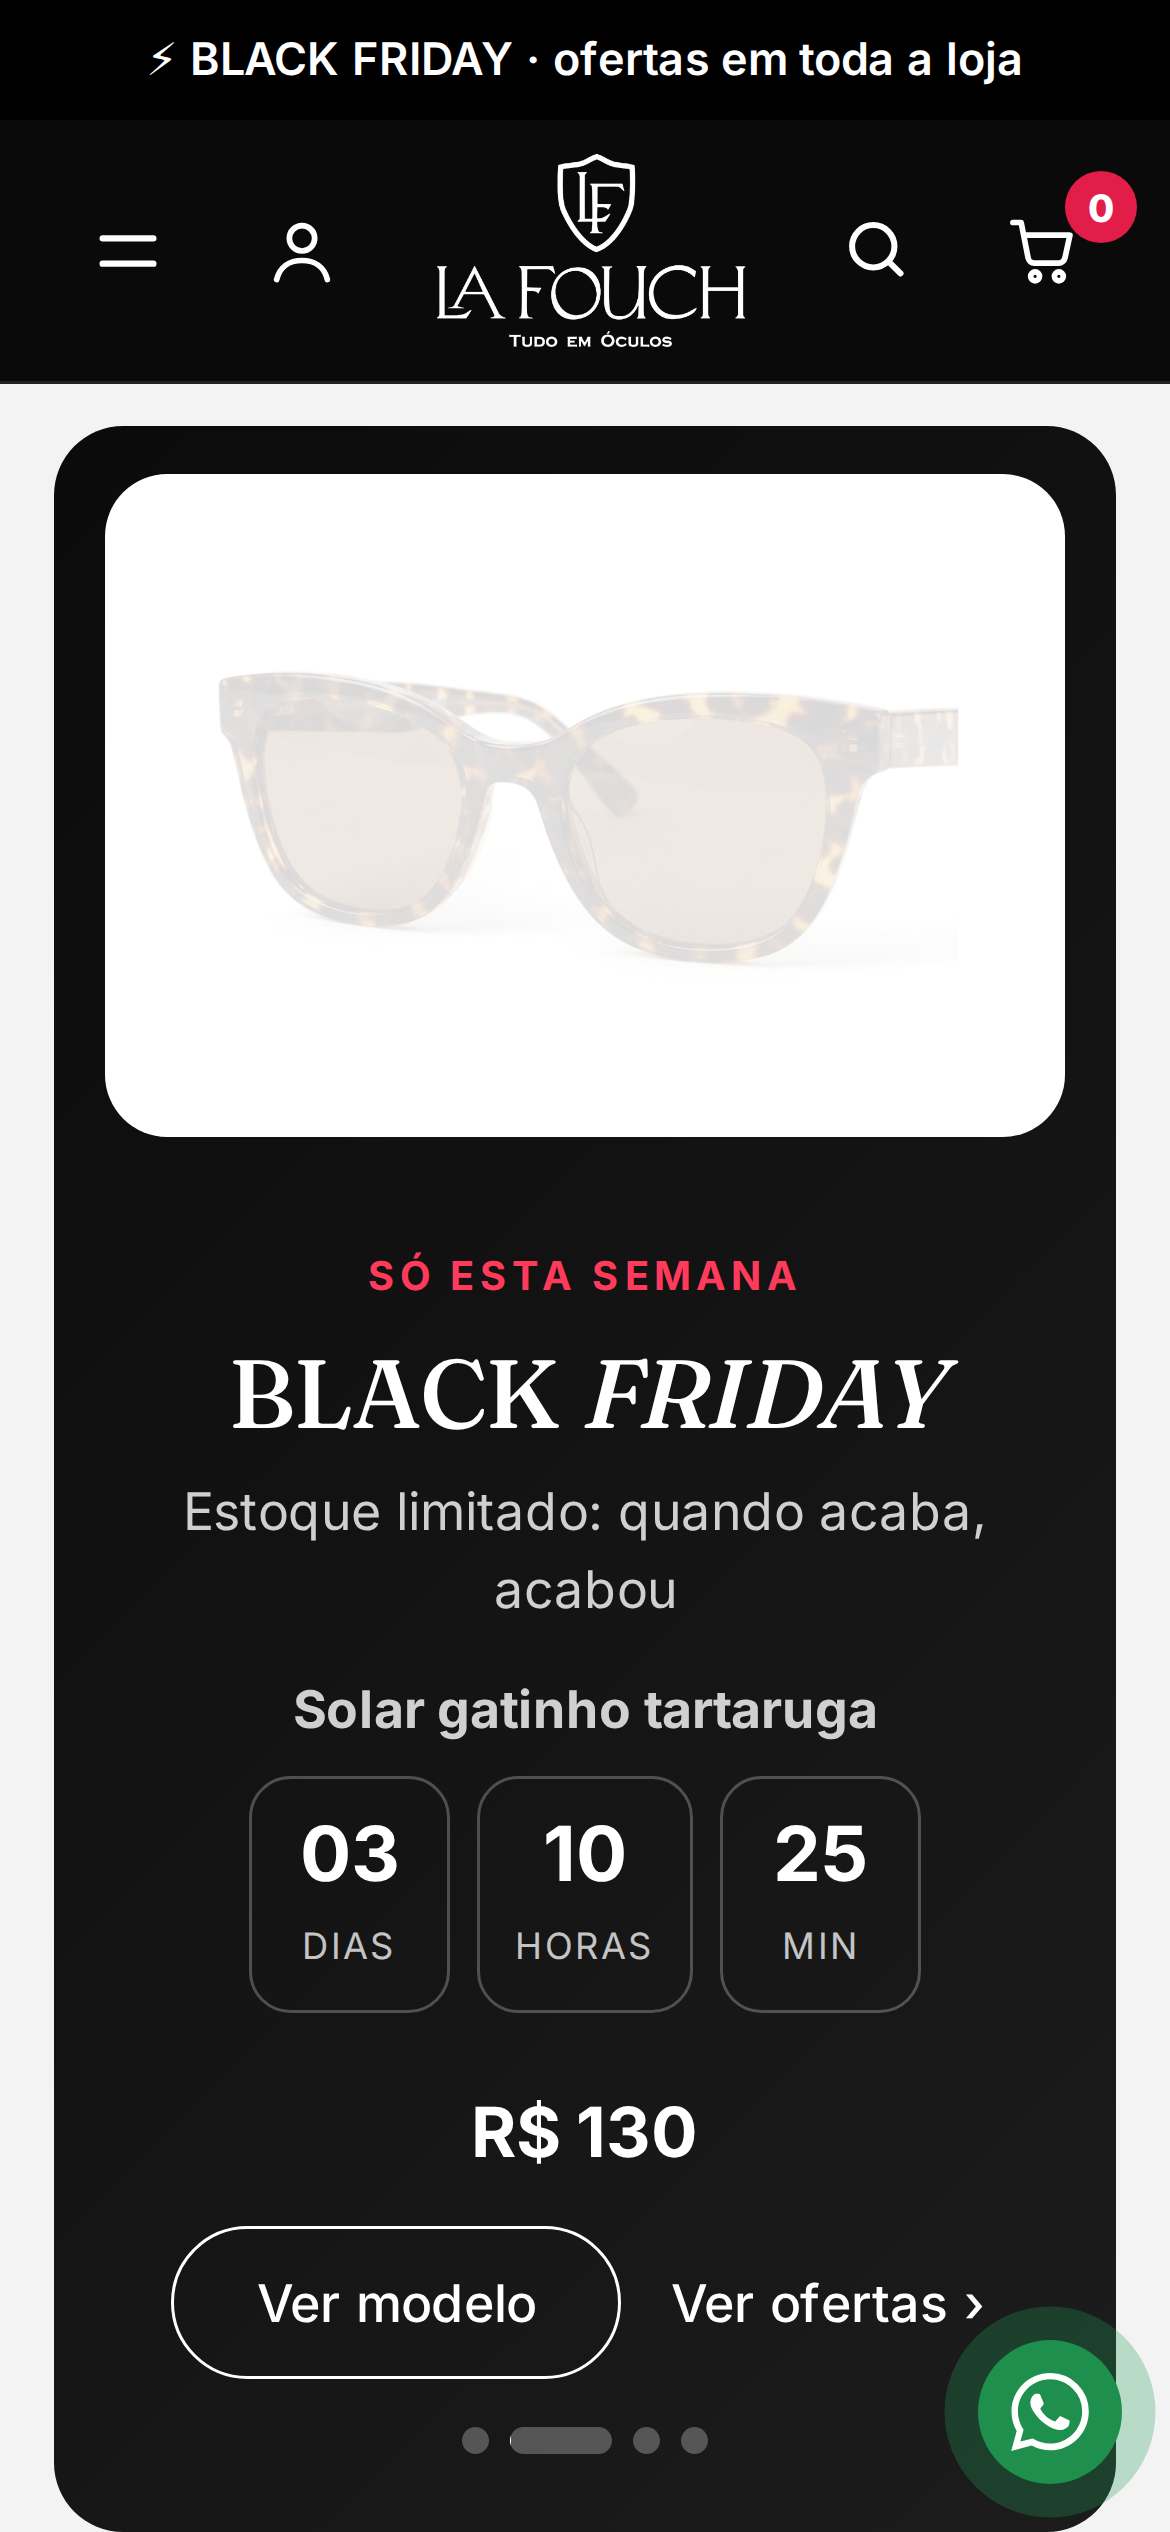 ⚡ BLACK FRIDAY · ofertas em toda a loja
LF
LA FOUCH
Tudo em Óculos
0
SÓ ESTA SEMANA
BLACK FRIDAY
Estoque limitado: quando acaba,
acabou
Solar gatinho tartaruga
03 10 25
DIAS HORAS MIN
R$ 130
Ver modelo Ver ofertas ›